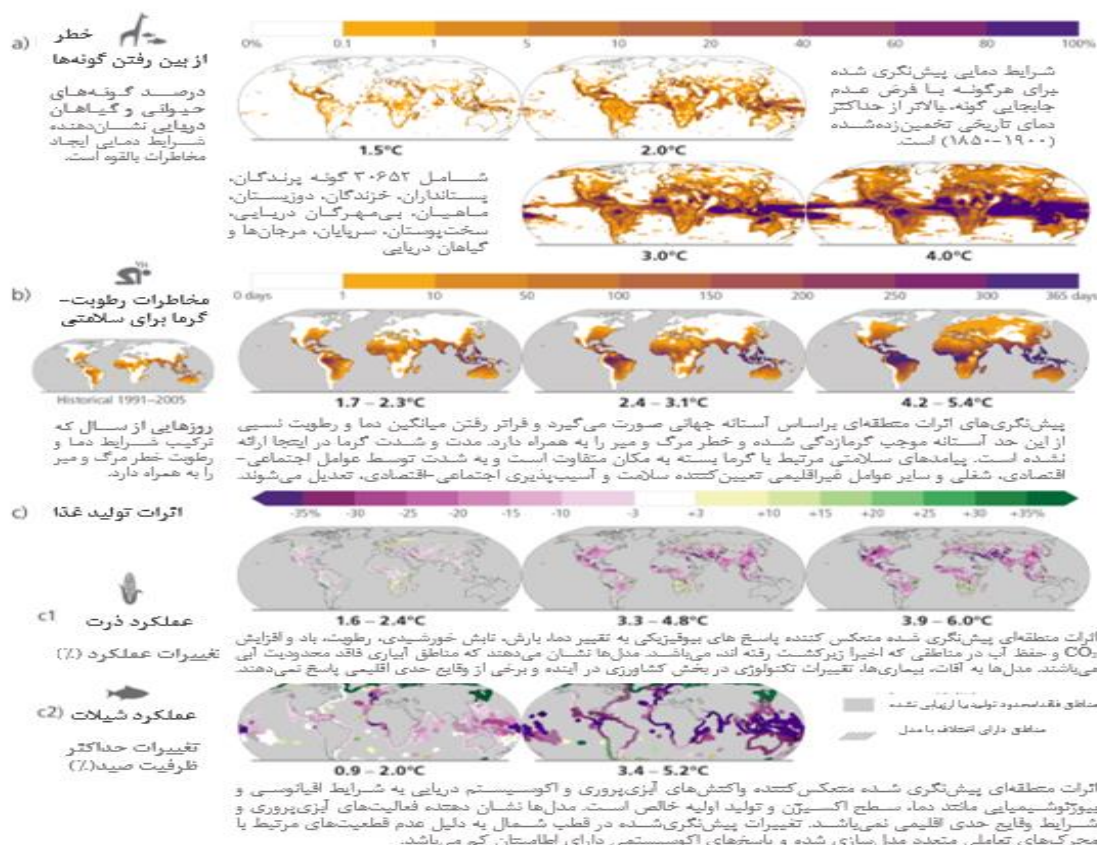 a) خطر
از بین رفتن گونه‌ها
درصد گونه‌های
حیوانی و گیاهان
دریایی نشان‌دهنده
شرایط دمایی ایجاد
مخاطرات بالقوه است.
0% 0.1 1 5 10 20 40 60 80 100%
1.5°C
2.0°C
شرایط دمایی پیش‌نگری شده
برای هرگونه با فرض عدم
جابجایی گونه، بالاتر از حداکثر
دمای تاریخی تخمین‌زده‌شده
(۱۸۵۰-۱۹۰۰) است.
شامل ۳۰۶۵۲ گونه پرندگان،
پستانداران، خزندگان، دوزیستان،
ماهیان، بی‌مهرگان دریایی،
سخت‌پوستان، سرپایان، مرجان‌ها و
گیاهان دریایی
3.0°C
4.0°C
b) مخاطرات رطوبت-
گرما برای سلامتی
Historical 1991–2005
روزهایی از سال که
ترکیب شرایط دما و
رطوبت خطر مرگ و میر
را به همراه دارد.
0 days 1 10 50 100 150 200 250 300 365 days
1.7 – 2.3°C
2.4 – 3.1°C
4.2 – 5.4°C
پیش‌نگری‌های اثرات منطقه‌ای براساس آستانه جهانی صورت می‌گیرد و فراتر رفتن میانگین دما و رطوبت نسبی
از این حد آستانه موجب گرمازدگی شده و خطر مرگ و میر را به همراه دارد. مدت و شدت گرما در اینجا ارائه
نشده است. پیامدهای سلامتی مرتبط با گرما بسته به مکان متفاوت است و به شدت توسط عوامل اجتماعی-
اقتصادی، شغلی و سایر عوامل غیراقلیمی تعیین‌کننده سلامت و آسیب‌پذیری اجتماعی-اقتصادی، تعدیل می‌شوند.
c) اثرات تولید غذا
-35% -30 -25 -20 -15 -10 -3 +3 +10 +15 +20 +25 +30 +35%
c1 عملکرد ذرت
تغییرات عملکرد (%)
1.6 – 2.4°C
3.3 – 4.8°C
3.9 – 6.0°C
اثرات منطقه‌ای پیش‌نگری شده منعکس کننده پاسخ های بیوفیزیکی به تغییر دما، بارش، تابش خورشیدی، رطوبت، باد و افزایش
CO₂ و حفظ آب در مناطقی که اخیرا زیرکشت رفته اند، می‌باشد. مدل‌ها نشان می‌دهند که مناطق آبیاری فاقد محدودیت آبی
می‌باشند. مدل‌ها به آفات، بیماری‌ها، تغییرات تکنولوژی در بخش کشاورزی در آینده و برخی از وقایع حدی اقلیمی پاسخ نمی‌دهند.
c2) عملکرد شیلات
تغییرات حداکثر
ظرفیت صید(%)
0.9 – 2.0°C
3.4 – 5.2°C
مناطق دارای اختلاف با مدل
اثرات منطقه‌ای پیش‌نگری شده منعکس‌کننده واکنش‌های آبزی‌پروری و اکوسیستم دریایی به شرایط اقیانوسی و
بیوژئوشیمیایی مانند دما، سطح اکسیژن و تولید اولیه خالص است. مدل‌ها نشان دهنده فعالیت‌های آبزی‌پروری و
شرایط وقایع حدی اقلیمی نمی‌باشد. تغییرات پیش‌نگری‌شده در قطب شمال به دلیل عدم قطعیت‌های مرتبط با
محرک‌های تعاملی متعدد مدل‌سازی شده و پاسخ‌های اکوسیستمی دارای اطامینان کم می‌باشد.